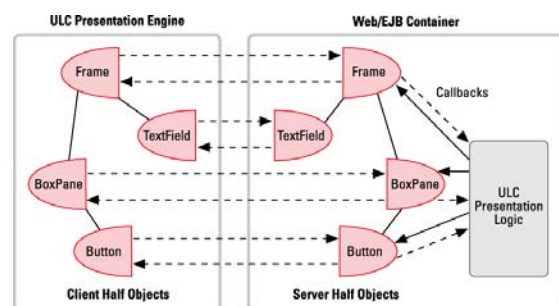 ULC Presentation Engine
Web/EJB Container
Frame
Frame
Callbacks
TextField
TextField
BoxPane
BoxPane
ULC
Presentation
Logic
Button
Button
Client Half Objects
Server Half Objects